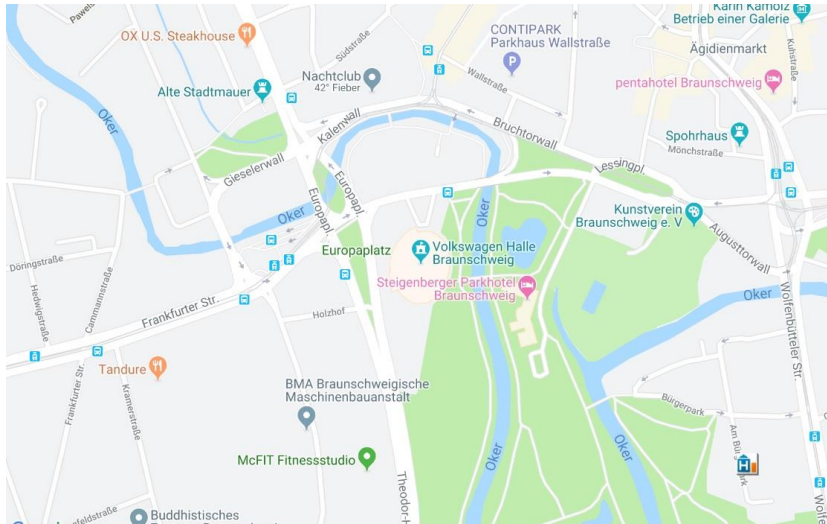 Karin Kamolz
Betrieb einer Galerie
OX U.S. Steakhouse
Südstraße
CONTIPARK
Parkhaus Wallstraße
Ägidienmarkt
Kuhstraße
Nachtclub
42° Fieber
Wallstraße
pentahotel Braunschweig
Alte Stadtmauer
Oker
Kalenwall
Bruchtorwall
Spohrhaus
Mönchstraße
Gieselerwall
Lessingpl.
Europapl.
Europapl.
Oker
Oker
Kunstverein
Braunschweig e. V
Augusttorwall
Europaplatz
Volkswagen Halle
Braunschweig
Döringstraße
Steigenberger Parkhotel
Braunschweig
Oker
Hedwigstraße
Cammannstraße
Frankfurter Str.
Holzhof
Wolfenbütteler Str.
Tandure
BMA Braunschweigische
Maschinenbauanstalt
Frankfurter Str.
Kramerstraße
Bürgerpark
McFIT Fitnessstudio
Oker
Buddhistisches